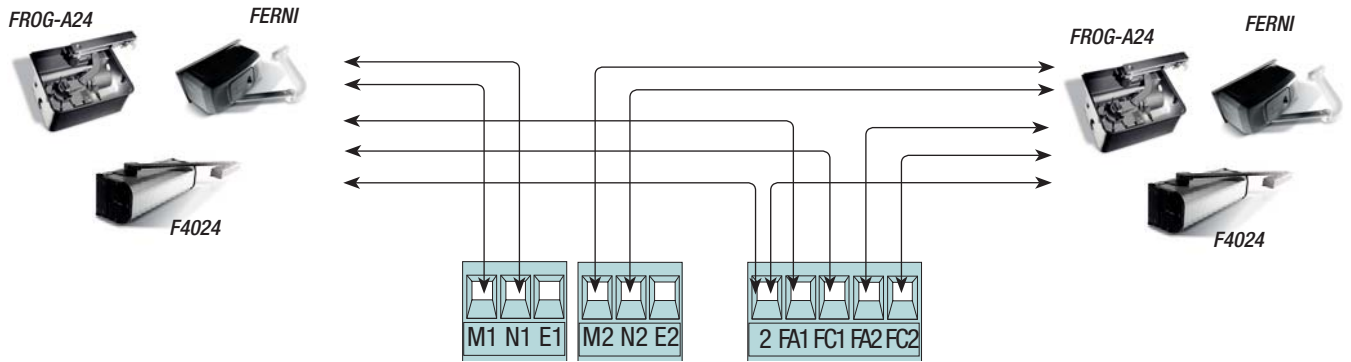 FROG-A24
FERNI
F4024
FROG-A24
FERNI
F4024
M1 N1 E1
M2 N2 E2
2 FA1 FC1 FA2 FC2